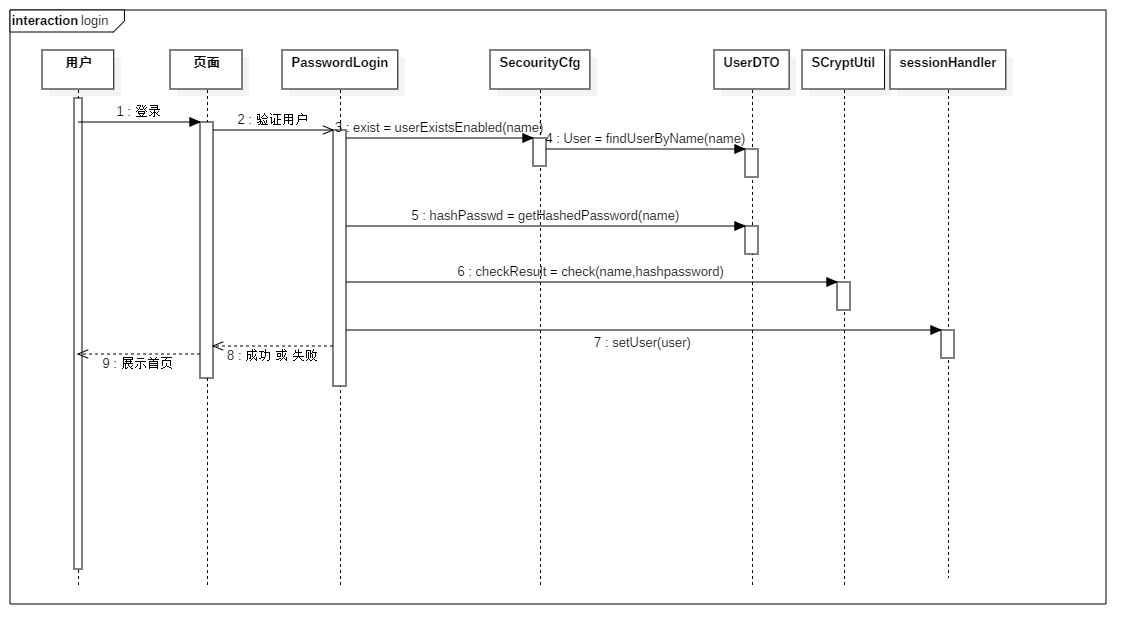 interaction login
用户
页面
PasswordLogin
SecourityCfg
UserDTO
SCryptUtil
sessionHandler
1 : 登录
2 : 验证用户
3 : exist = userExistsEnabled(name)
4 : User = findUserByName(name)
5 : hashPasswd = getHashedPassword(name)
6 : checkResult = check(name,hashpassword)
7 : setUser(user)
8 : 成功 或 失败
9 : 展示首页